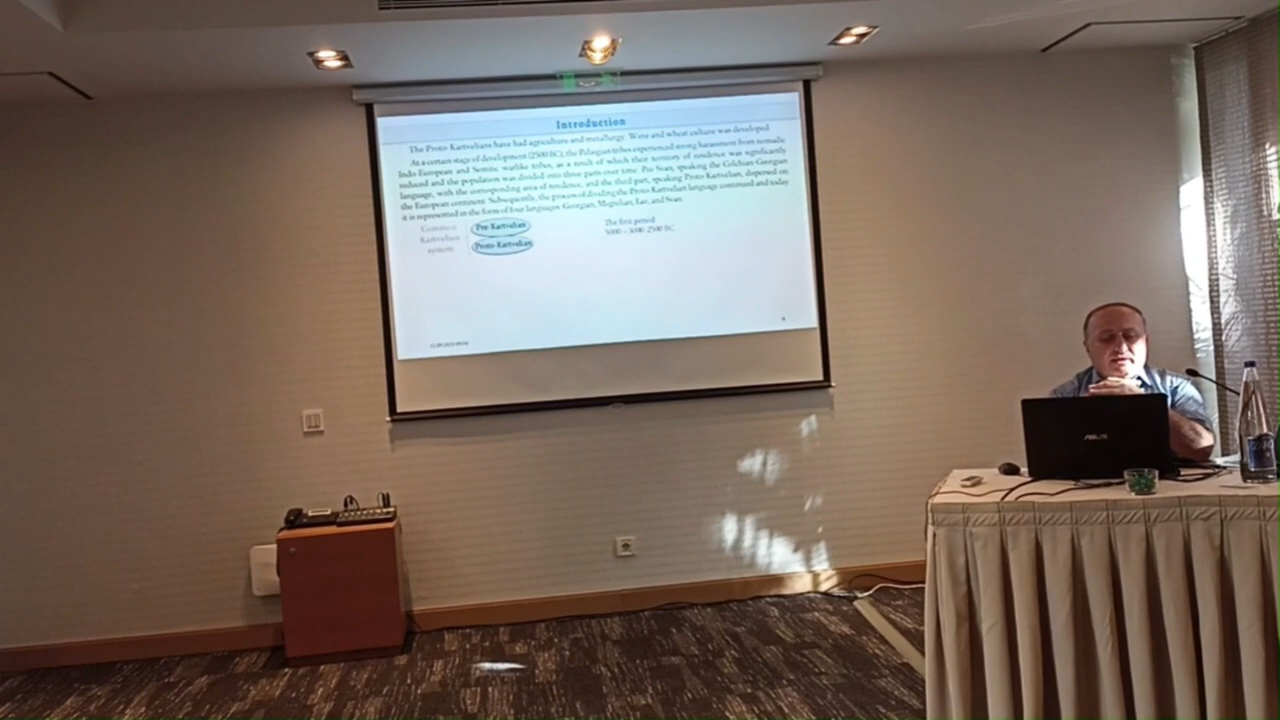 Introduction
The Proto-Kartvelians have had agriculture and metallurgy. Wine and wheat culture was developed.
At a certain stage of development (2500 BC), the Pelasgian tribes experienced strong harassment from nomadic
Indo-European and Semitic warlike tribes, as a result of which their territory of residence was significantly
reduced and the population was divided into three parts over time: Pre-Svan, speaking the Colchian-Georgian
language, with the corresponding area of residence, and the third part, speaking Proto-Kartvelian, dispersed on
the European continent. Subsequently, the process of dividing the Proto-Kartvelian language continued and today
it is represented in the form of four languages: Georgian, Megrelian, Laz, and Svan.
Common
Kartvelian
system
Pre-Kartvelian
Proto-Kartvelian
The first period
5000 – 3000-2500 BC
ASUS